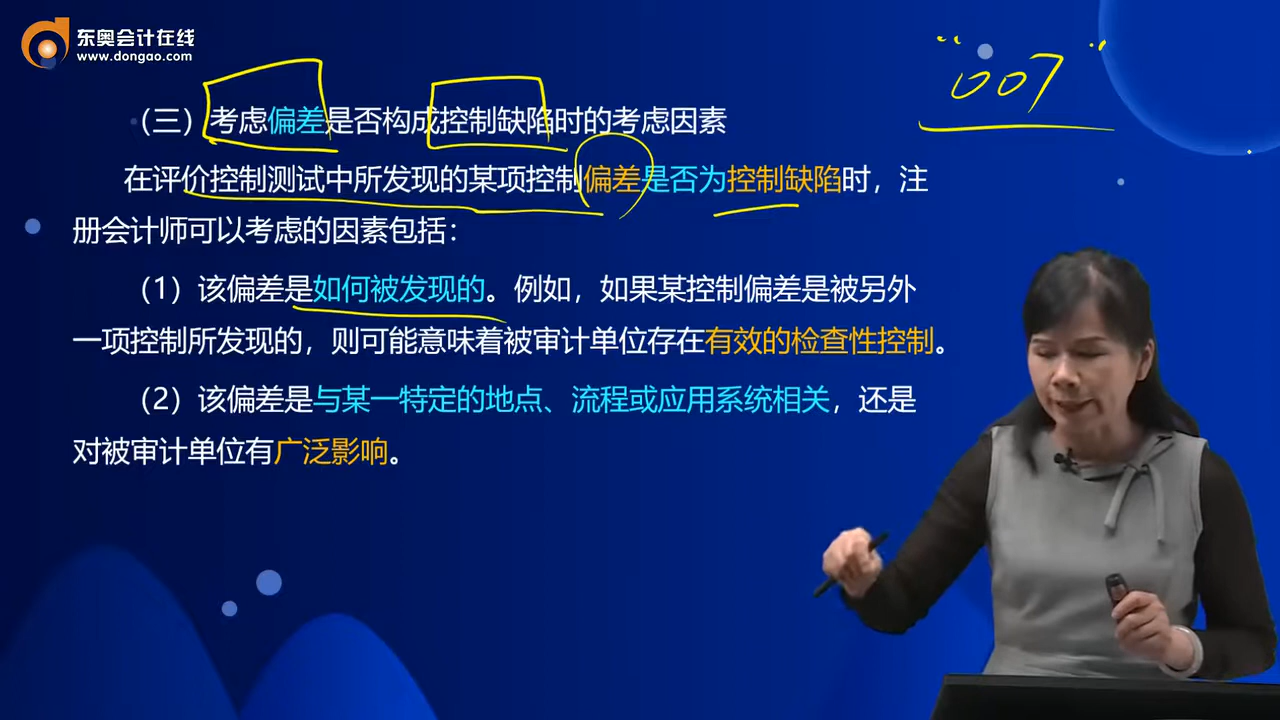 东奥会计在线
www.dongao.com
"007"
（三）考虑偏差是否构成控制缺陷时的考虑因素
在评价控制测试中所发现的某项控制偏差是否为控制缺陷时，注
册会计师可以考虑的因素包括：
（1）该偏差是如何被发现的。例如，如果某控制偏差是被另外
一项控制所发现的，则可能意味着被审计单位存在有效的检查性控制。
（2）该偏差是与某一特定的地点、流程或应用系统相关，还是
对被审计单位有广泛影响。